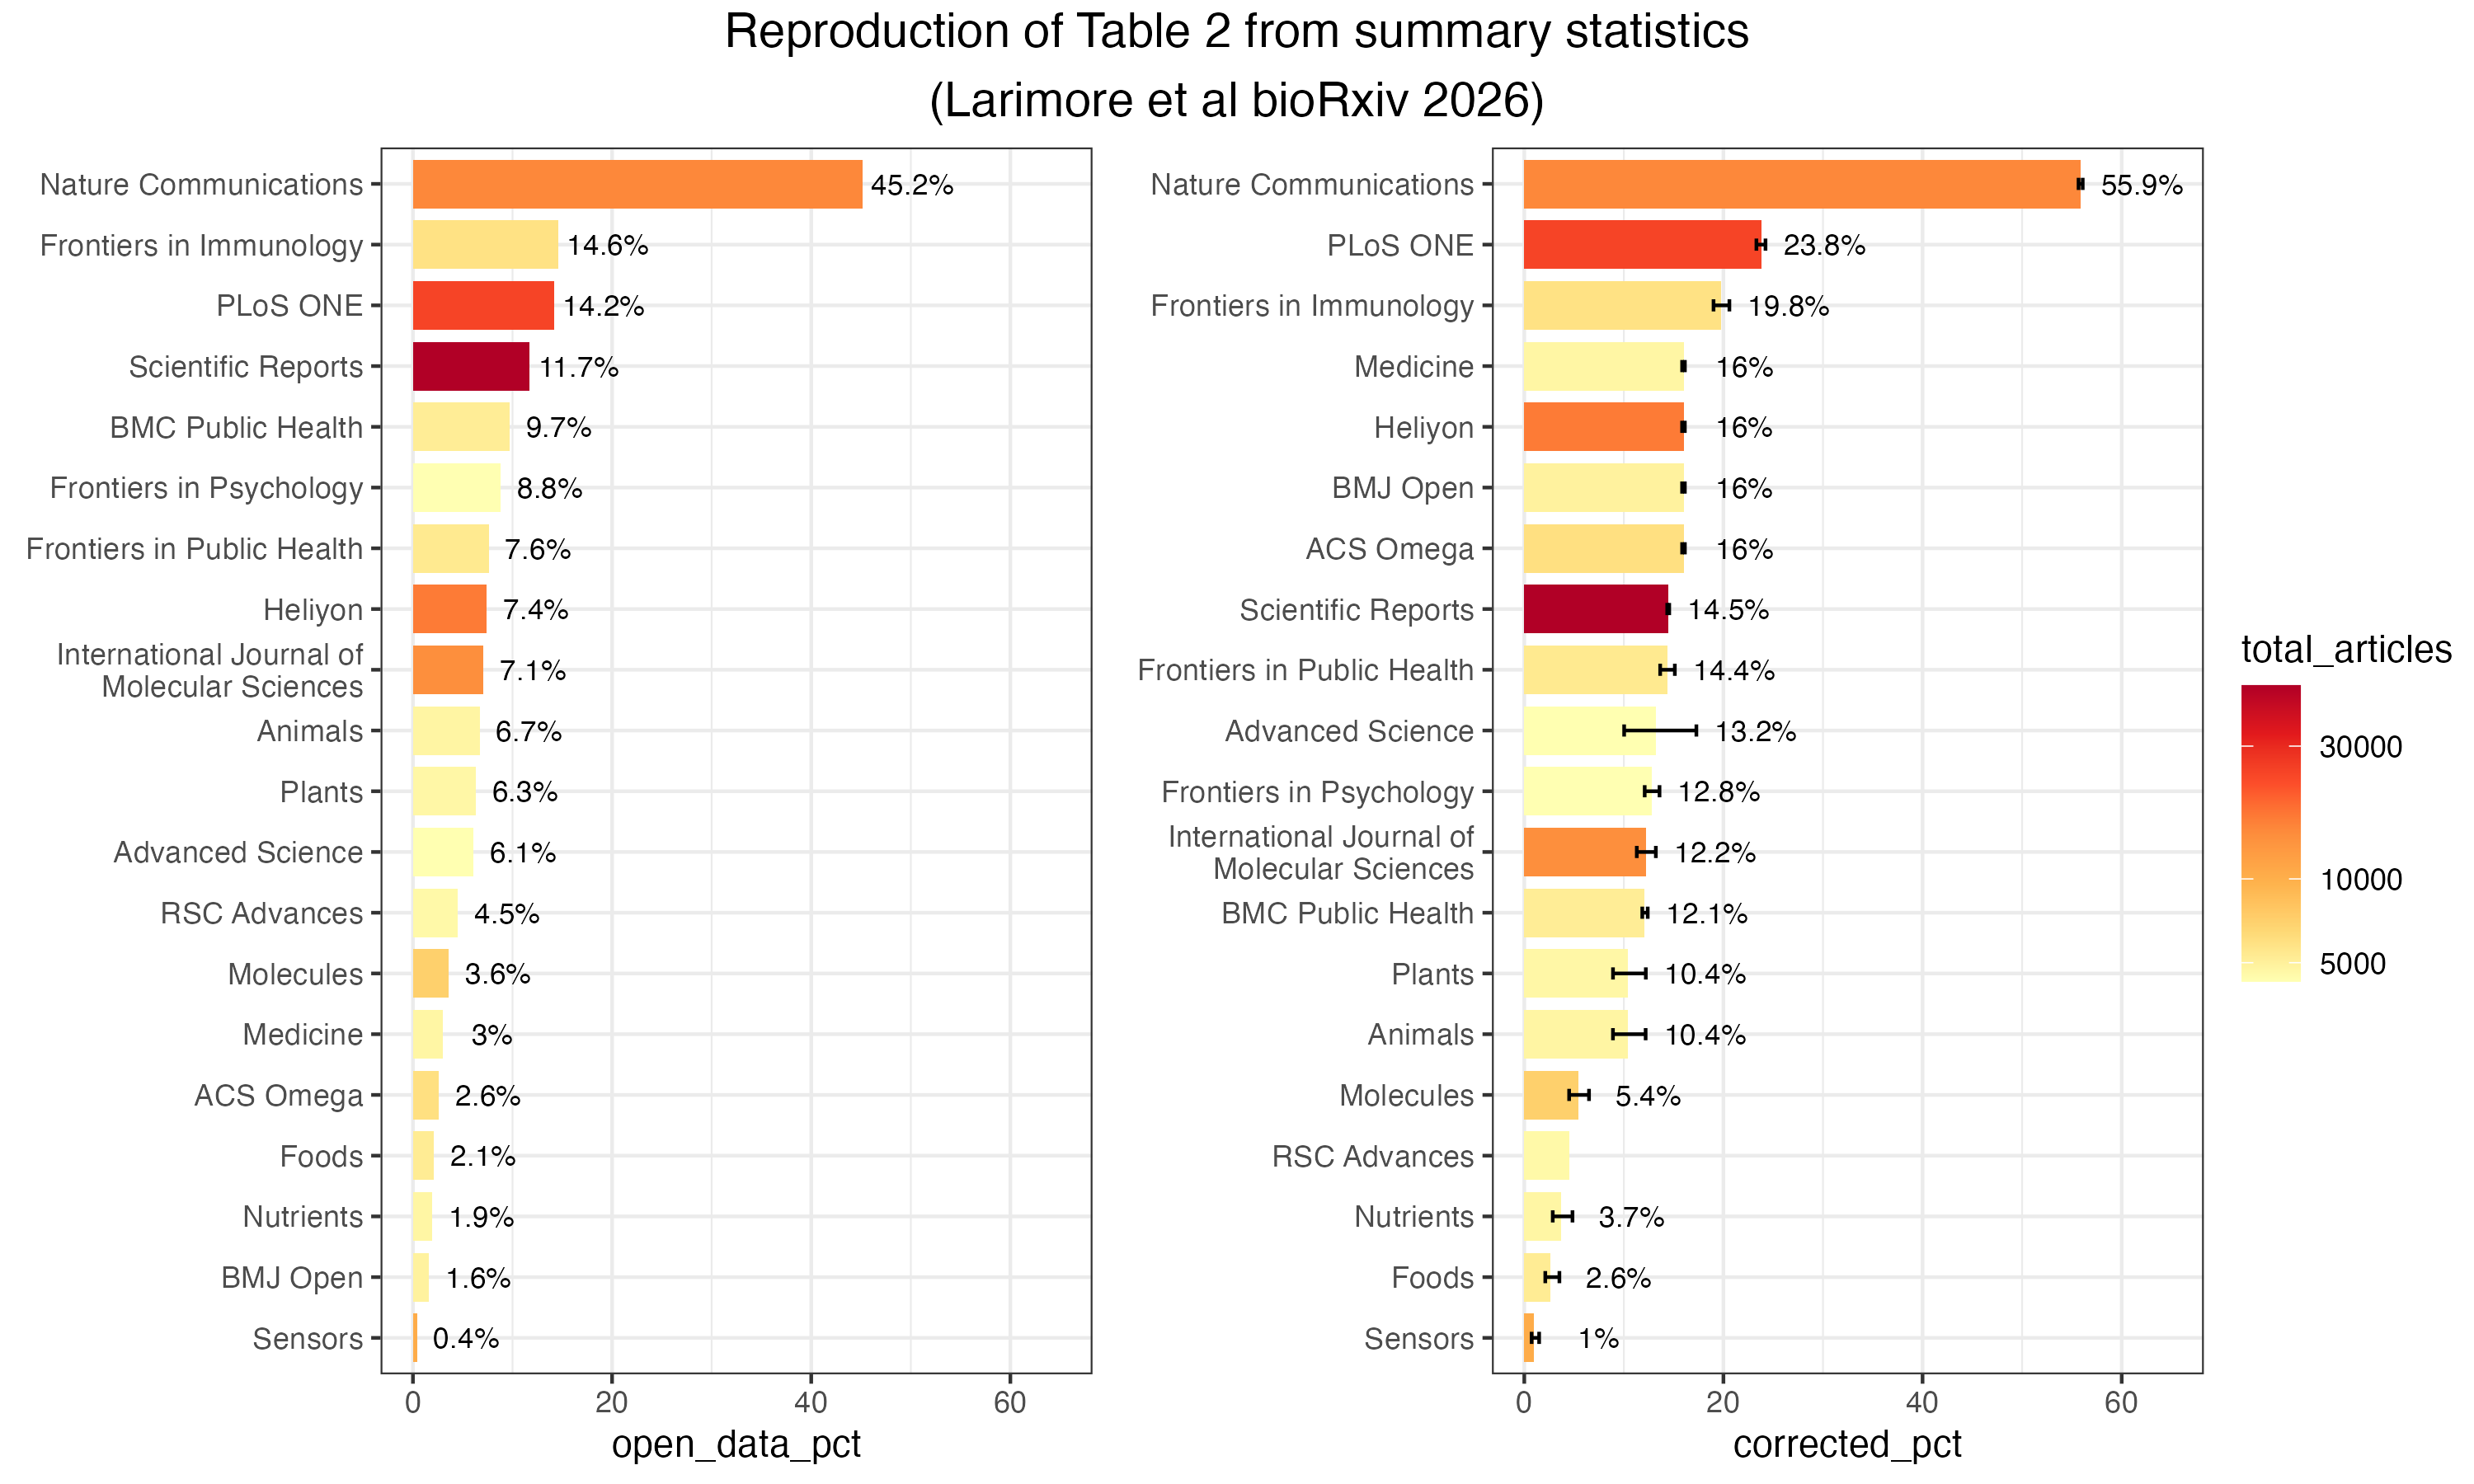 Reproduction of Table 2 from summary statistics
(Larimore et al bioRxiv 2026)
Nature Communications 45.2%
Frontiers in Immunology 14.6%
PLoS ONE 14.2%
Scientific Reports 11.7%
BMC Public Health 9.7%
Frontiers in Psychology 8.8%
Frontiers in Public Health 7.6%
Heliyon 7.4%
International Journal of
Molecular Sciences 7.1%
Animals 6.7%
Plants 6.3%
Advanced Science 6.1%
RSC Advances 4.5%
Molecules 3.6%
Medicine 3%
ACS Omega 2.6%
Foods 2.1%
Nutrients 1.9%
BMJ Open 1.6%
Sensors 0.4%
0 20 40 60
open_data_pct
Nature Communications 55.9%
PLoS ONE 23.8%
Frontiers in Immunology 19.8%
Medicine 16%
Heliyon 16%
BMJ Open 16%
ACS Omega 16%
Scientific Reports 14.5%
Frontiers in Public Health 14.4%
Advanced Science 13.2%
Frontiers in Psychology 12.8%
International Journal of
Molecular Sciences 12.2%
BMC Public Health 12.1%
Plants 10.4%
Animals 10.4%
Molecules 5.4%
RSC Advances
Nutrients 3.7%
Foods 2.6%
Sensors 1%
0 20 40 60
corrected_pct
total_articles
30000
10000
5000